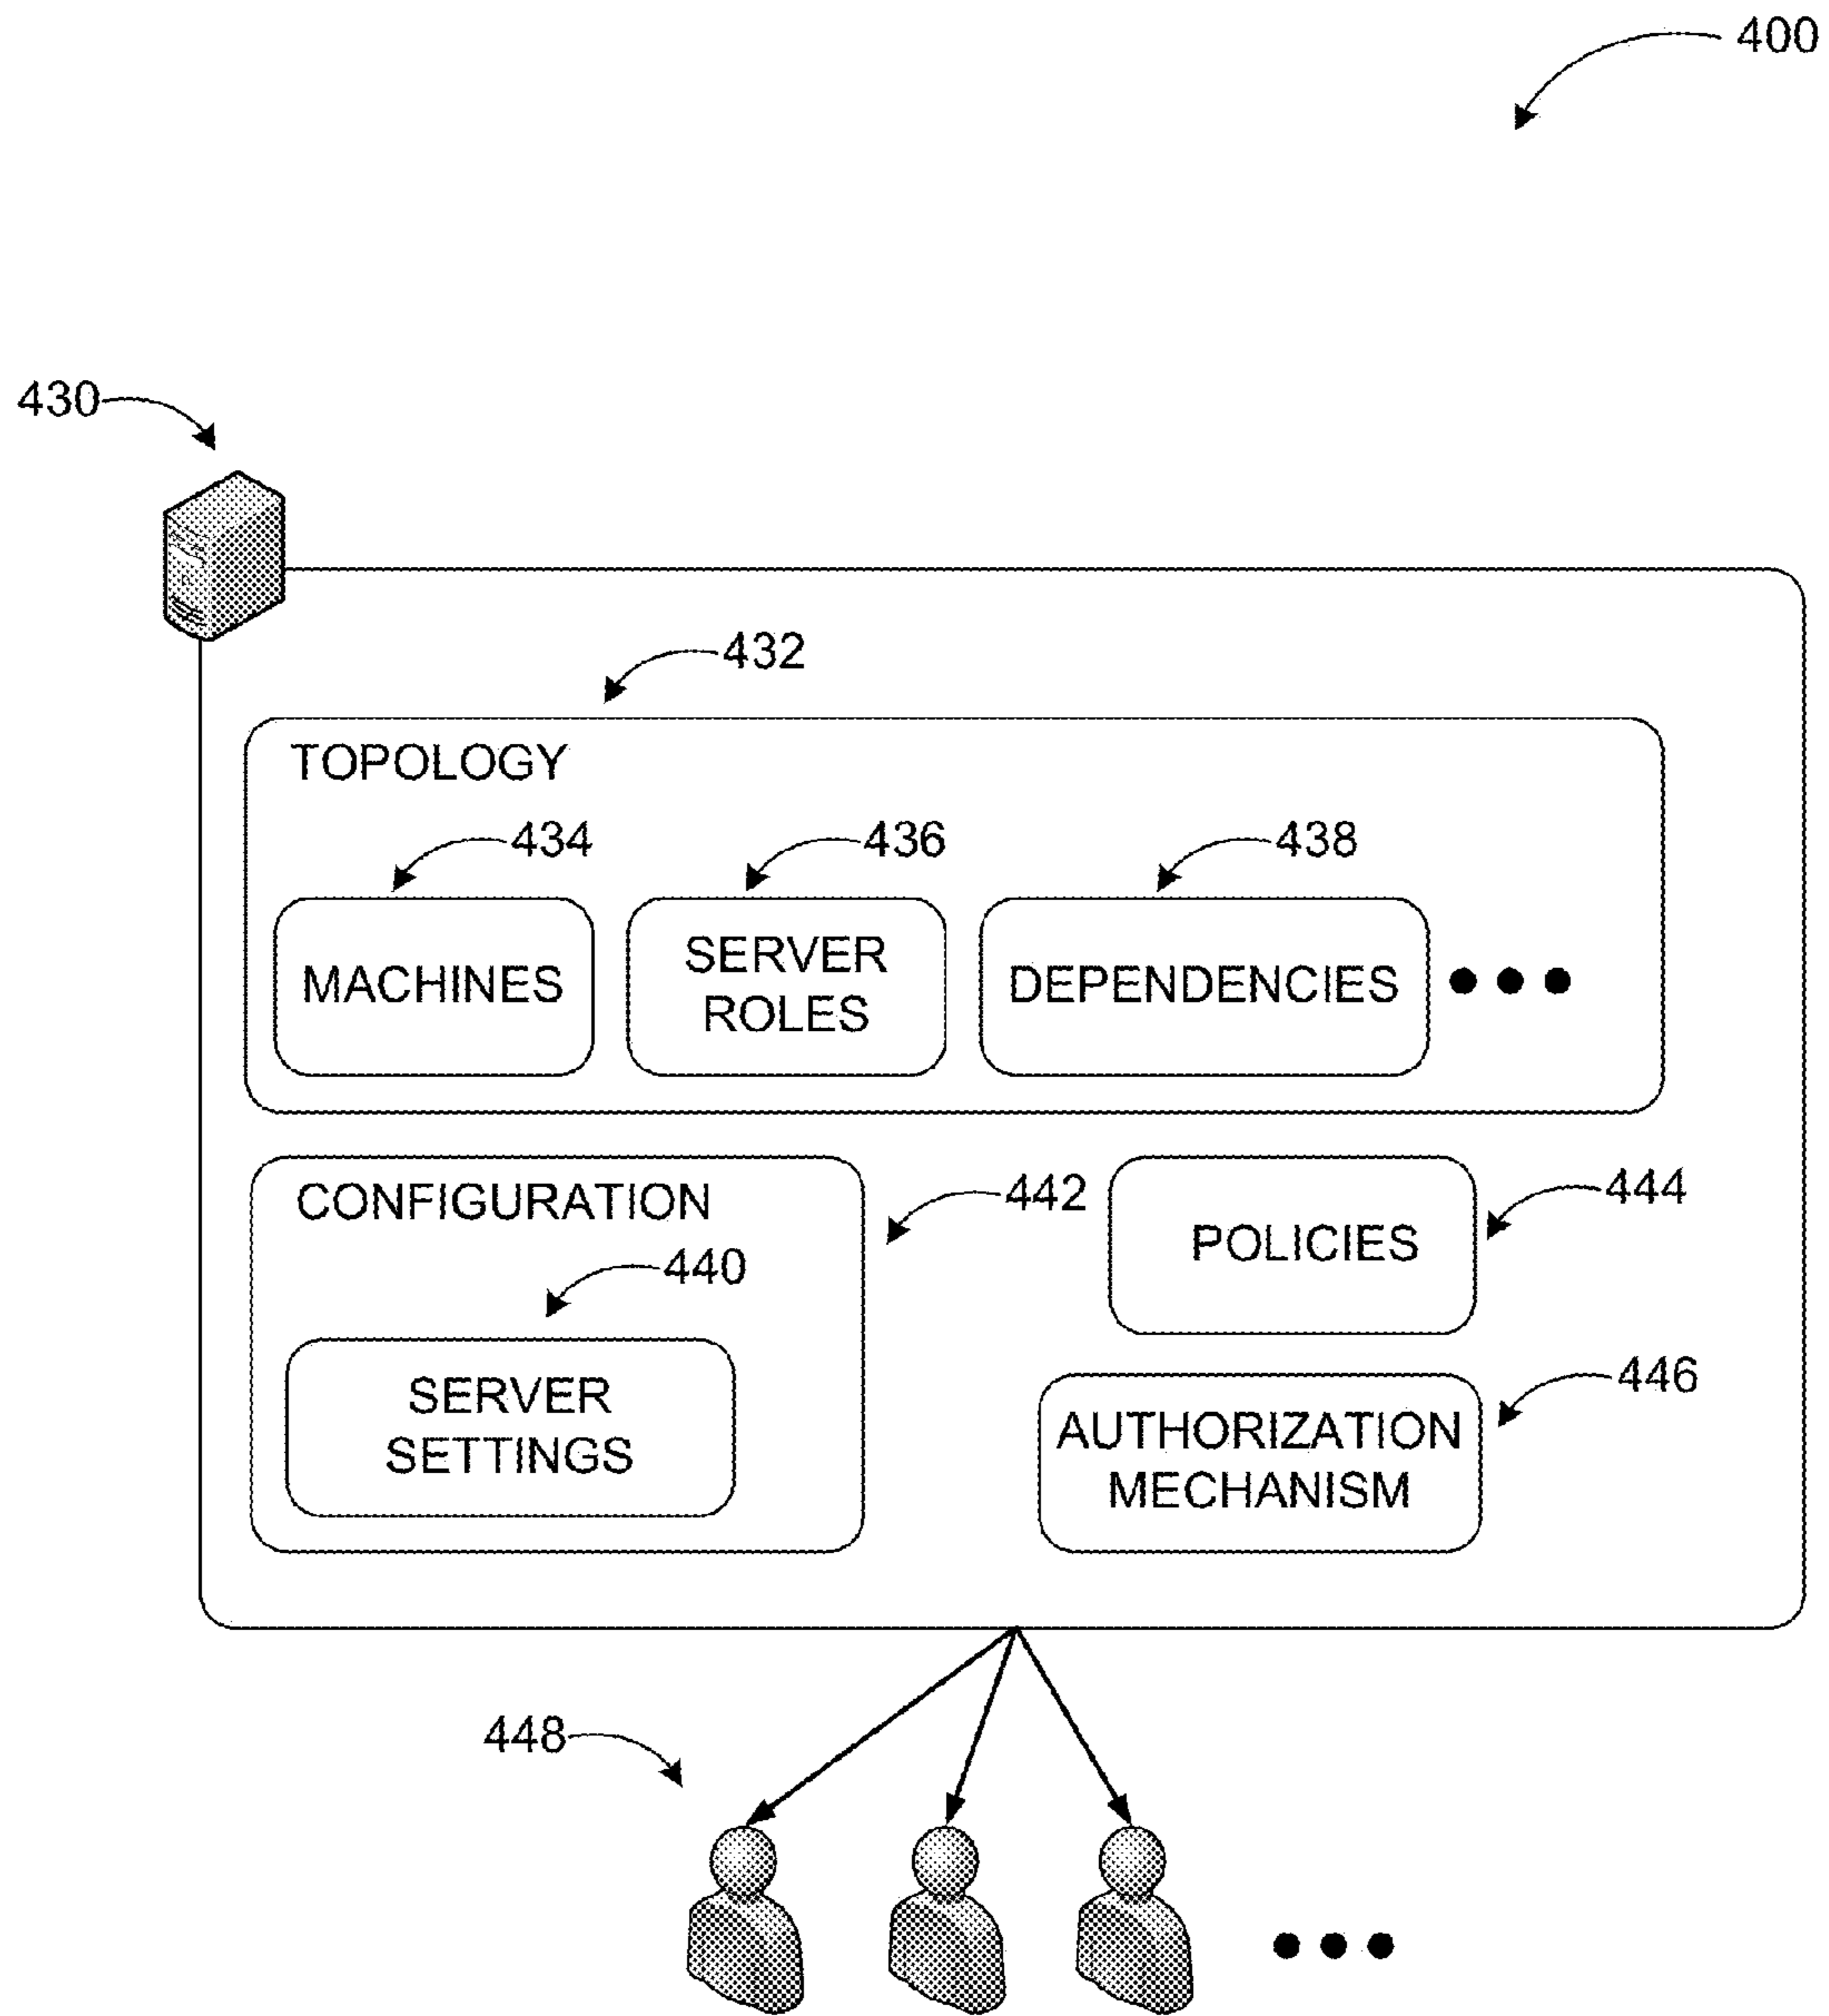 400
430
432
TOPOLOGY
434
436
438
MACHINES
SERVER
ROLES
DEPENDENCIES
CONFIGURATION
442
440
SERVER
SETTINGS
POLICIES
444
446
AUTHORIZATION
MECHANISM
448